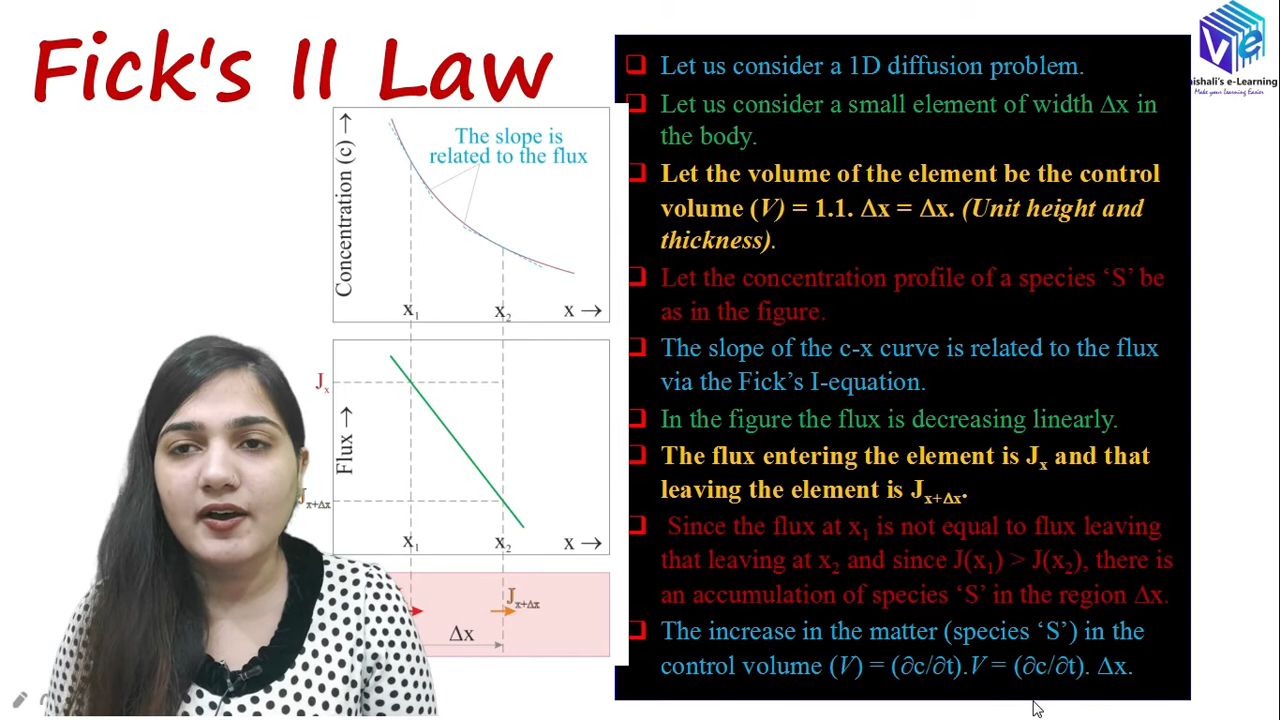 Fick's II Law
aishali's e-Learning
Make your Learning Easier
Concentration (c) →
The slope is
related to the flux
x₁ x₂ x →
Jₓ
Flux →
Jₓ₊Δₓ
x₁ x₂ x →
Jₓ₊Δₓ
Δx
❑ Let us consider a 1D diffusion problem.
❑ Let us consider a small element of width Δx in
the body.
❑ Let the volume of the element be the control
volume (V) = 1.1. Δx = Δx. (Unit height and
thickness).
❑ Let the concentration profile of a species ‘S’ be
as in the figure.
❑ The slope of the c-x curve is related to the flux
via the Fick’s I-equation.
❑ In the figure the flux is decreasing linearly.
❑ The flux entering the element is Jₓ and that
leaving the element is Jₓ₊Δₓ.
❑ Since the flux at x₁ is not equal to flux leaving
that leaving at x₂ and since J(x₁) > J(x₂), there is
an accumulation of species ‘S’ in the region Δx.
❑ The increase in the matter (species ‘S’) in the
control volume (V) = (∂c/∂t).V = (∂c/∂t). Δx.